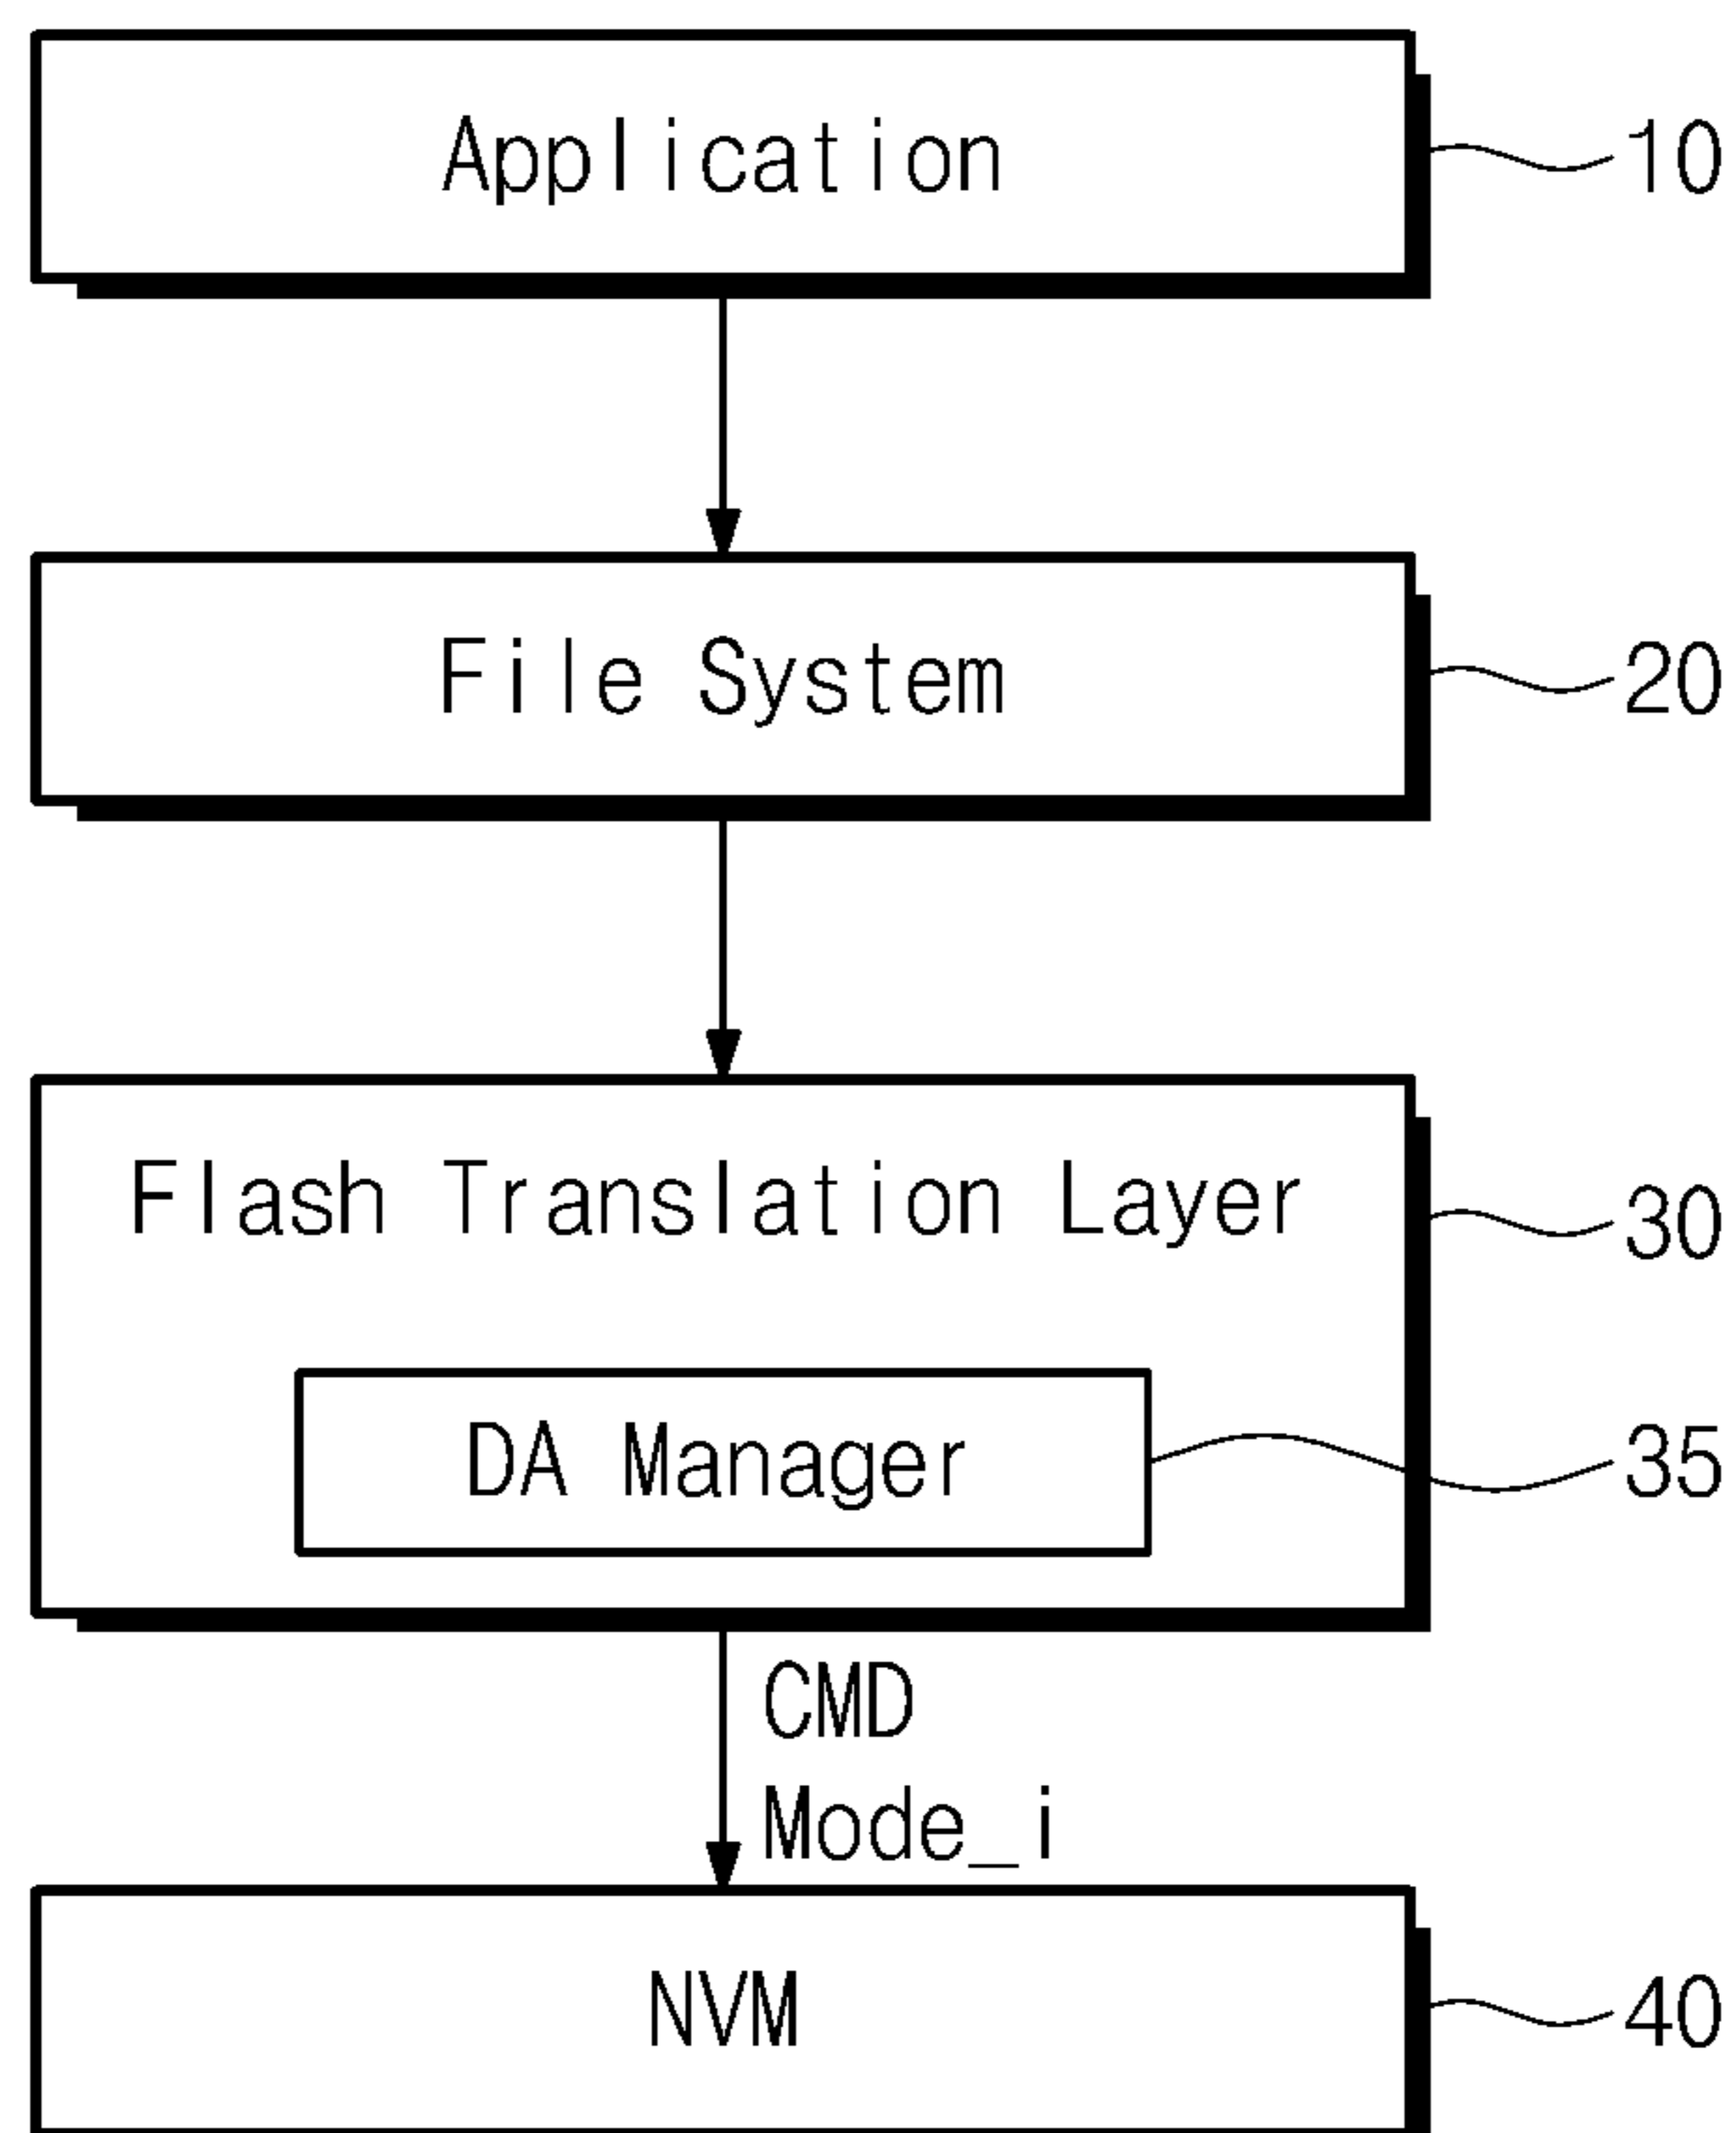 Application 10
File System 20
Flash Translation Layer 30
DA Manager 35
CMD
Mode_i
NVM 40